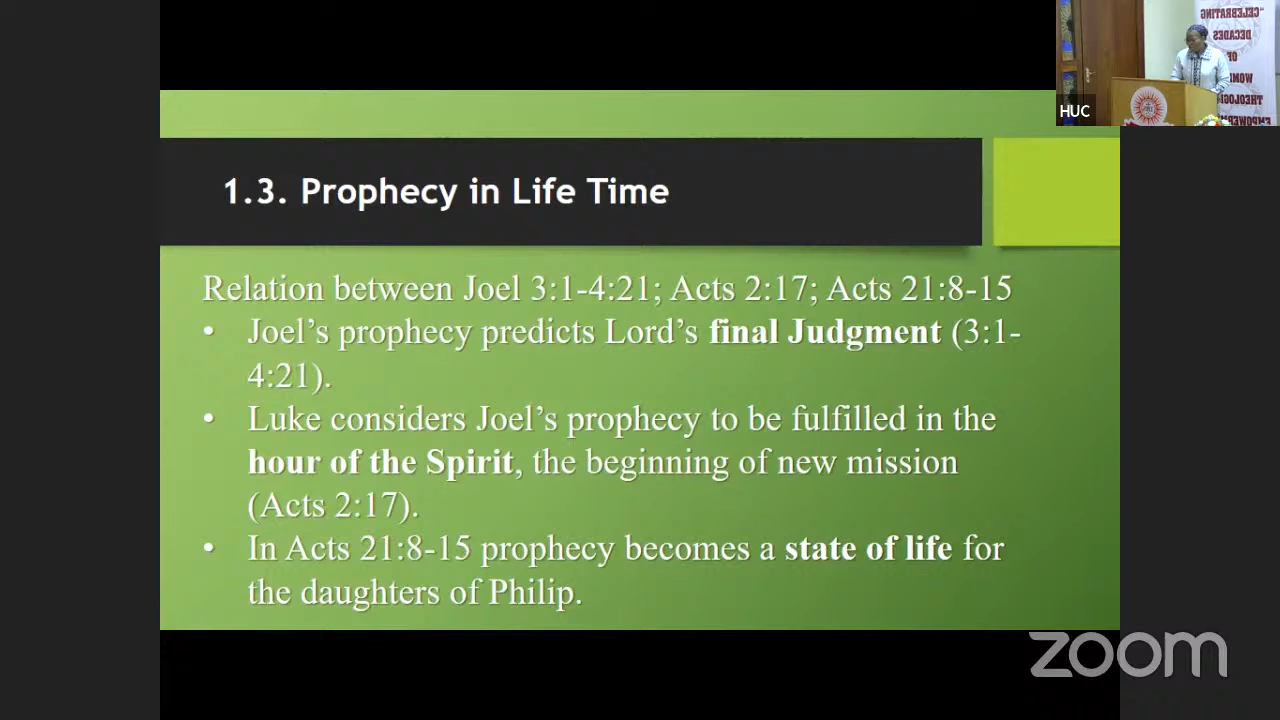 1.3. Prophecy in Life Time
Relation between Joel 3:1-4:21; Acts 2:17; Acts 21:8-15
• Joel’s prophecy predicts Lord’s final Judgment (3:1-
4:21).
• Luke considers Joel’s prophecy to be fulfilled in the
hour of the Spirit, the beginning of new mission
(Acts 2:17).
• In Acts 21:8-15 prophecy becomes a state of life for
the daughters of Philip.
"CELEBRATING
DECADES
OF
HUC
zoom